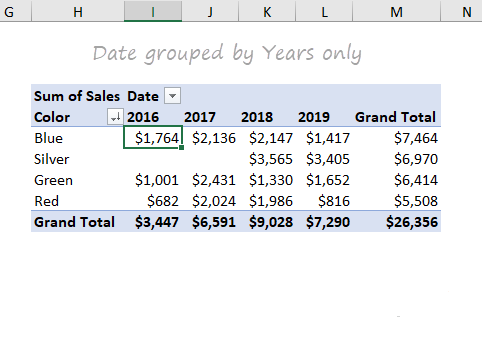 G H I J K L M N
Date grouped by Years only
Sum of Sales Date
Color 2016 2017 2018 2019 Grand Total
Blue $1,764 $2,136 $2,147 $1,417 $7,464
Silver $3,565 $3,405 $6,970
Green $1,001 $2,431 $1,330 $1,652 $6,414
Red $682 $2,024 $1,986 $816 $5,508
Grand Total $3,447 $6,591 $9,028 $7,290 $26,356